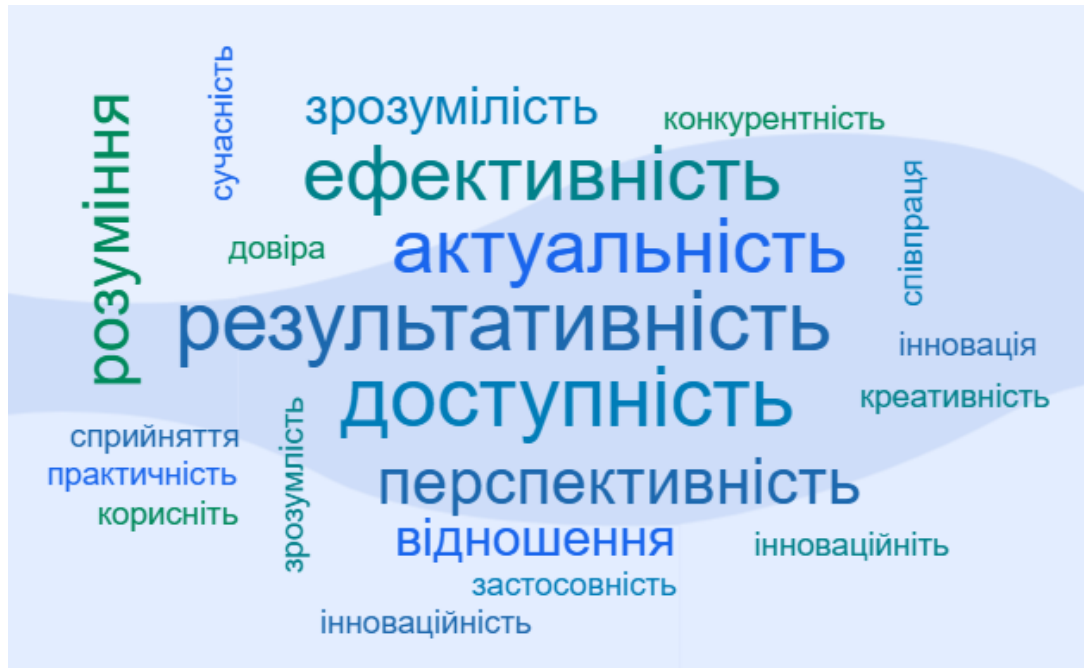 сучасність
розуміння
зрозумілість
конкурентність
ефективність
співпраця
довіра
актуальність
результативність
інновація
доступність
креативність
сприйняття
практичність
корисніть
зрозумлість
перспективність
відношення
інноваційніть
застосовність
інноваційність